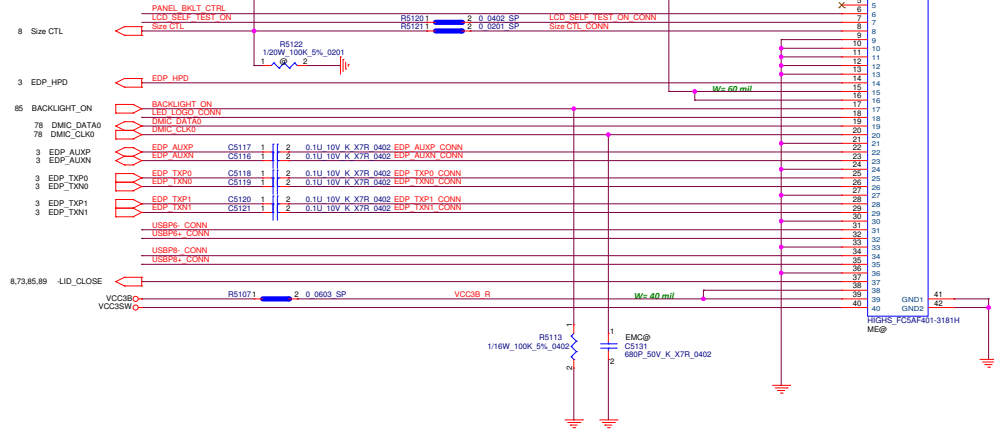 PANEL_BKLT_CTRL
LCD_SELF_TEST_ON R5120 1 2 0_0402_SP LCD_SELF_TEST_ON_CONN
8 Size CTL Size CTL R5121 1 2 0_0201_SP Size CTL_CONN
R5122
1/20W_100K_5%_0201
1 @ 2
3 EDP_HPD EDP_HPD
W= 60 mil
85 BACKLIGHT_ON BACKLIGHT_ON
LED_LOGO_CONN
78 DMIC_DATA0 DMIC_DATA0
78 DMIC_CLK0 DMIC_CLK0
3 EDP_AUXP EDP_AUXP C5117 1 2 0.1U_10V_K_X7R_0402 EDP_AUXP_CONN
3 EDP_AUXN EDP_AUXN C5116 1 2 0.1U_10V_K_X7R_0402 EDP_AUXN_CONN
3 EDP_TXP0 EDP_TXP0 C5118 1 2 0.1U_10V_K_X7R_0402 EDP_TXP0_CONN
3 EDP_TXN0 EDP_TXN0 C5119 1 2 0.1U_10V_K_X7R_0402 EDP_TXN0_CONN
3 EDP_TXP1 EDP_TXP1 C5120 1 2 0.1U_10V_K_X7R_0402 EDP_TXP1_CONN
3 EDP_TXN1 EDP_TXN1 C5121 1 2 0.1U_10V_K_X7R_0402 EDP_TXN1_CONN
USBP6-_CONN
USBP6+_CONN
USBP8-_CONN
USBP8+_CONN
8,73,85,89 -LID_CLOSE
VCC3B R5107 1 2 0_0603_SP VCC3B_R W= 40 mil
VCC3SW
5 5
6 6
7 7
8 8
9 9
10 10
11 11
12 12
13 13
14 14
15 15
16 16
17 17
18 18
19 19
20 20
21 21
22 22
23 23
24 24
25 25
26 26
27 27
28 28
29 29
30 30
31 31
32 32
33 33
34 34
35 35
36 36
37 37
38 38
39 39 GND1 41
40 40 GND2 42
HIGHS_FC5AF401-3181H
ME@
1
R5113
1/16W_100K_5%_0402
2
1
EMC@
C5131
680P_50V_K_X7R_0402
2